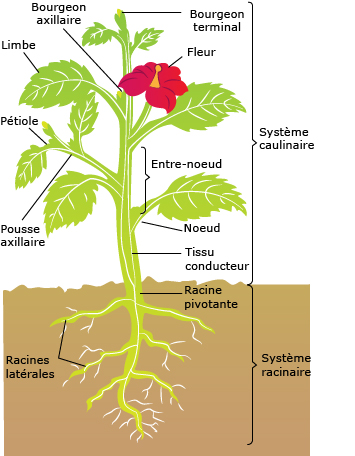 Bourgeon
axillaire
Bourgeon
terminal
Limbe
Fleur
Pétiole
Système
caulinaire
Entre-noeud
Pousse
axillaire
Noeud
Tissu
conducteur
Racine
pivotante
Racines
latérales
Système
racinaire